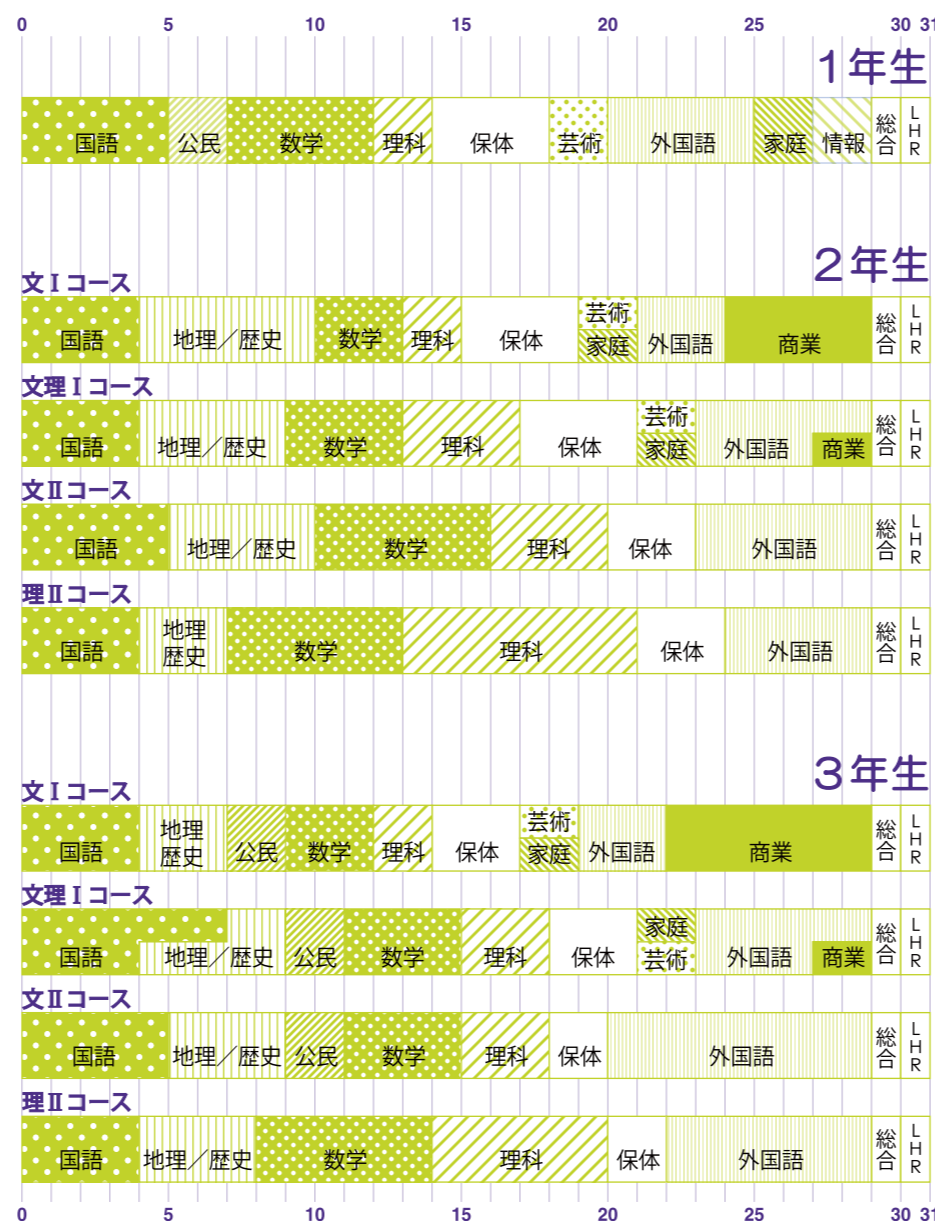 0 5 10 15 20 25 30 31
1年生
国語 公民 数学 理科 保体 芸術 外国語 家庭 情報 総合 LHR
2年生
文Ⅰコース
国語 地理／歴史 数学 理科 保体 芸術 家庭 外国語 商業 総合 LHR
文理Ⅰコース
国語 地理／歴史 数学 理科 保体 芸術 家庭 外国語 商業 総合 LHR
文Ⅱコース
国語 地理／歴史 数学 理科 保体 外国語 総合 LHR
理Ⅱコース
国語 地理 歴史 数学 理科 保体 外国語 総合 LHR
3年生
文Ⅰコース
国語 地理 歴史 公民 数学 理科 保体 芸術 家庭 外国語 商業 総合 LHR
文理Ⅰコース
国語 地理／歴史 公民 数学 理科 保体 家庭 芸術 外国語 商業 総合 LHR
文Ⅱコース
国語 地理／歴史 公民 数学 理科 保体 外国語 総合 LHR
理Ⅱコース
国語 地理／歴史 数学 理科 保体 外国語 総合 LHR
0 5 10 15 20 25 30 31